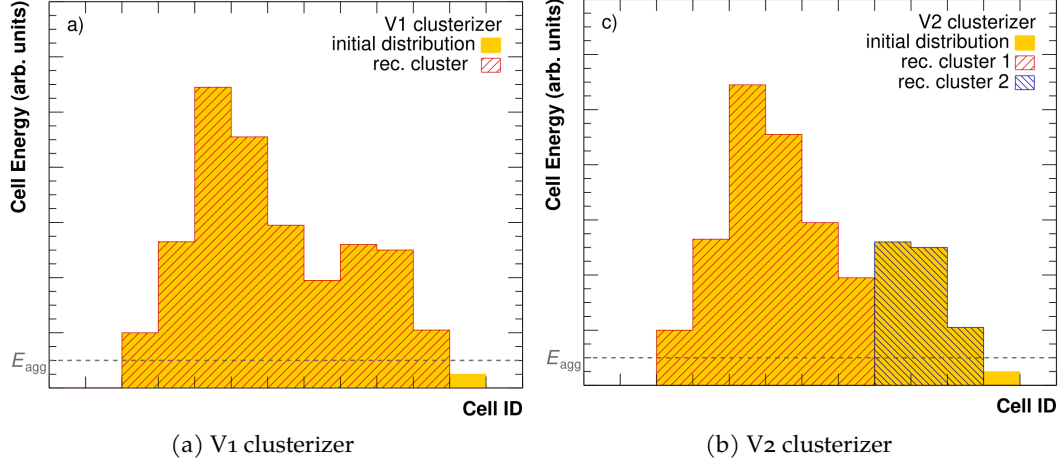 a)
V1 clusterizer
initial distribution
rec. cluster
Cell Energy (arb. units)
E_agg
Cell ID
(a) V1 clusterizer
c)
V2 clusterizer
initial distribution
rec. cluster 1
rec. cluster 2
Cell Energy (arb. units)
E_agg
Cell ID
(b) V2 clusterizer